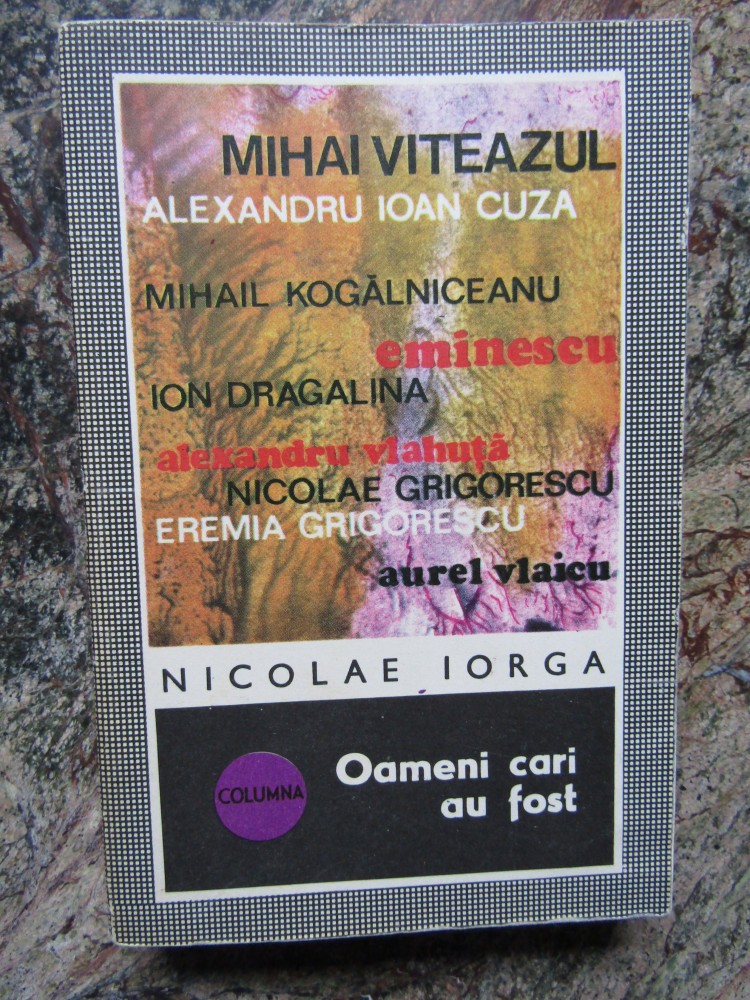 MIHAI VITEAZUL
ALEXANDRU IOAN CUZA
MIHAIL KOGĂLNICEANU
eminescu
ION DRAGALINA
alexandru vlahuță
NICOLAE GRIGORESCU
EREMIA GRIGORESCU
aurel vlaicu
NICOLAE IORGA
COLUMNA
Oameni cari
au fost